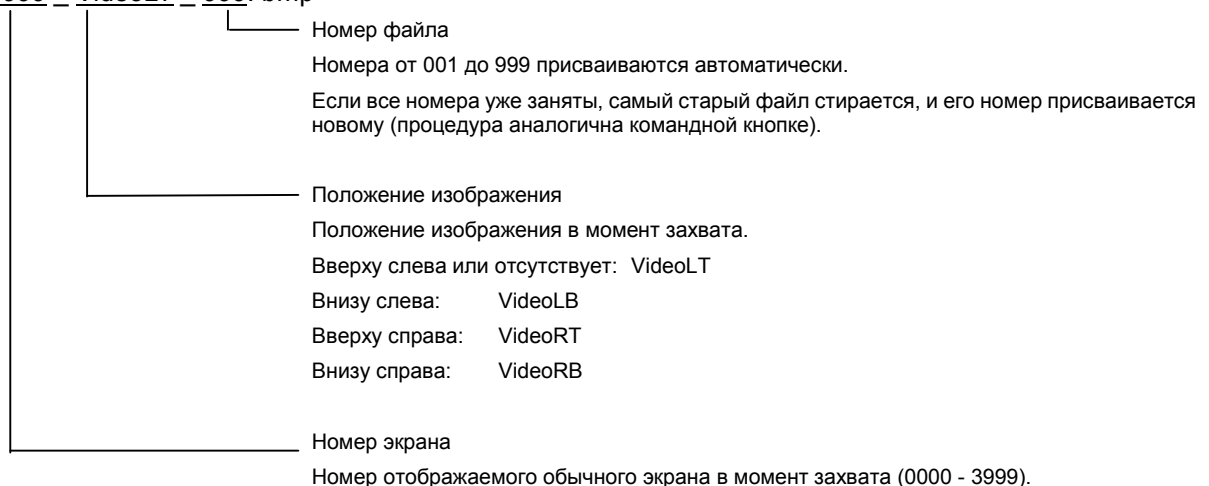 Номер файла
Номера от 001 до 999 присваиваются автоматически.
Если все номера уже заняты, самый старый файл стирается, и его номер присваивается
новому (процедура аналогична командной кнопке).
Положение изображения
Положение изображения в момент захвата.
Вверху слева или отсутствует: VideoLT
Внизу слева: VideoLB
Вверху справа: VideoRT
Внизу справа: VideoRB
Номер экрана
Номер отображаемого обычного экрана в момент захвата (0000 - 3999).